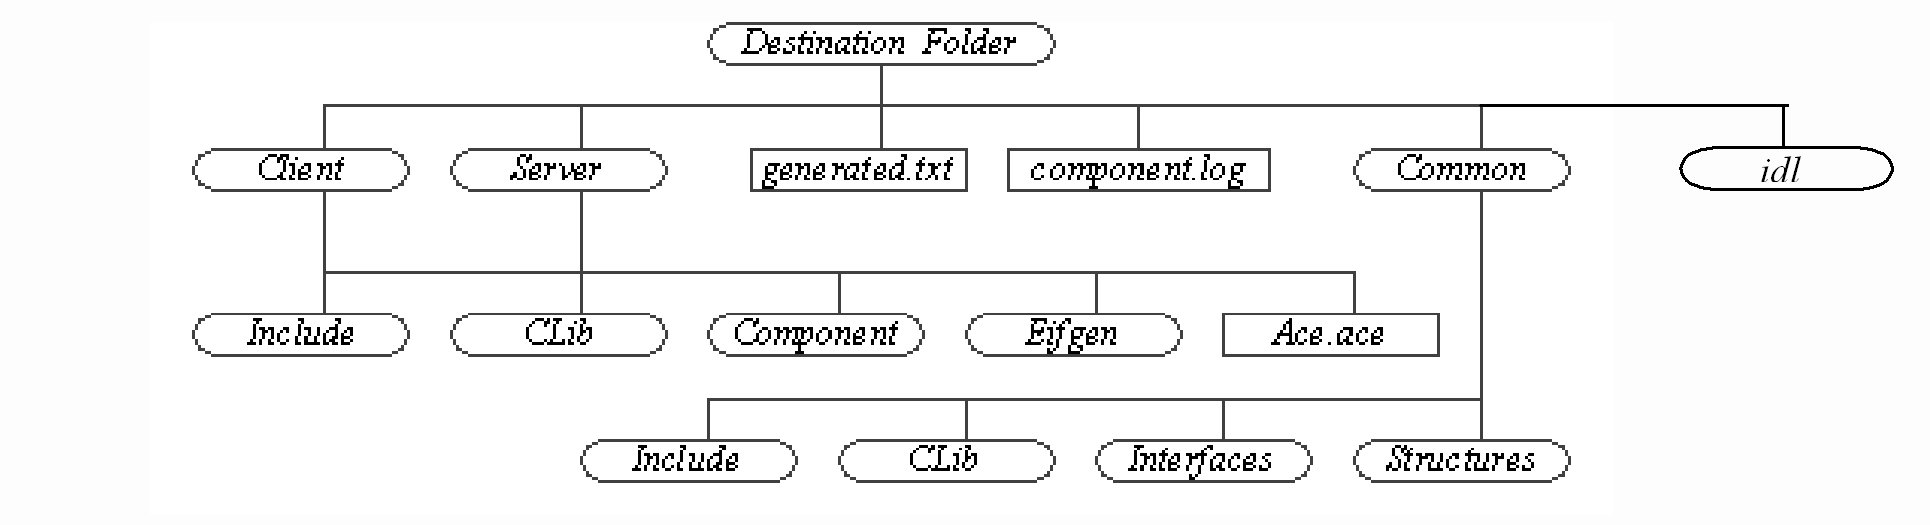 Destination Folder
Client Server generated.txt component.log Common idl
Include CLib Component Eifgen Ace.ace
Include CLib Interfaces Structures